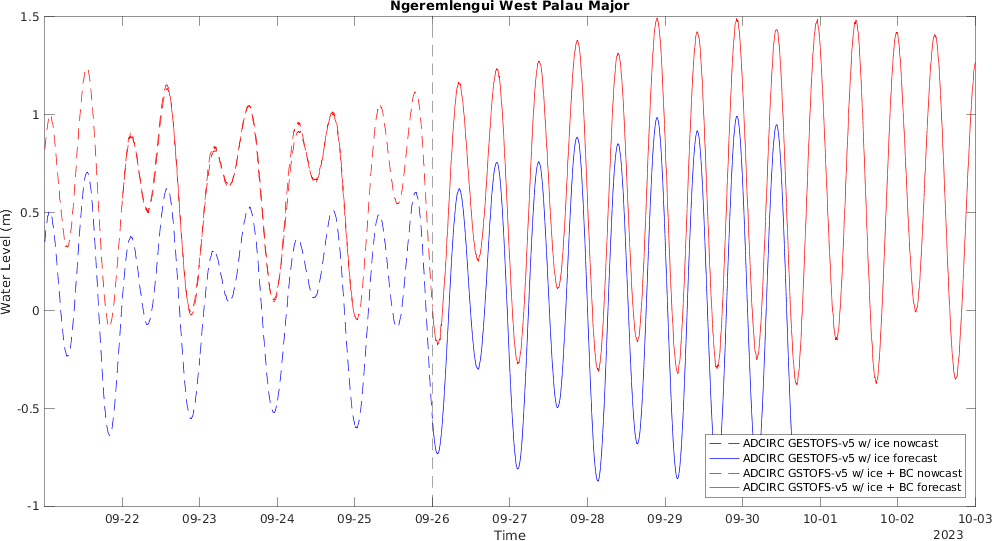 Ngeremlengui West Palau Major
Water Level (m)
1.5
1
0.5
0
-0.5
-1
09-22 09-23 09-24 09-25 09-26 09-27 09-28 09-29 09-30 10-01 10-02 10-03
Time
2023
ADCIRC GESTOFS-v5 w/ ice nowcast
ADCIRC GESTOFS-v5 w/ ice forecast
ADCIRC GSTOFS-v5 w/ ice + BC nowcast
ADCIRC GSTOFS-v5 w/ ice + BC forecast